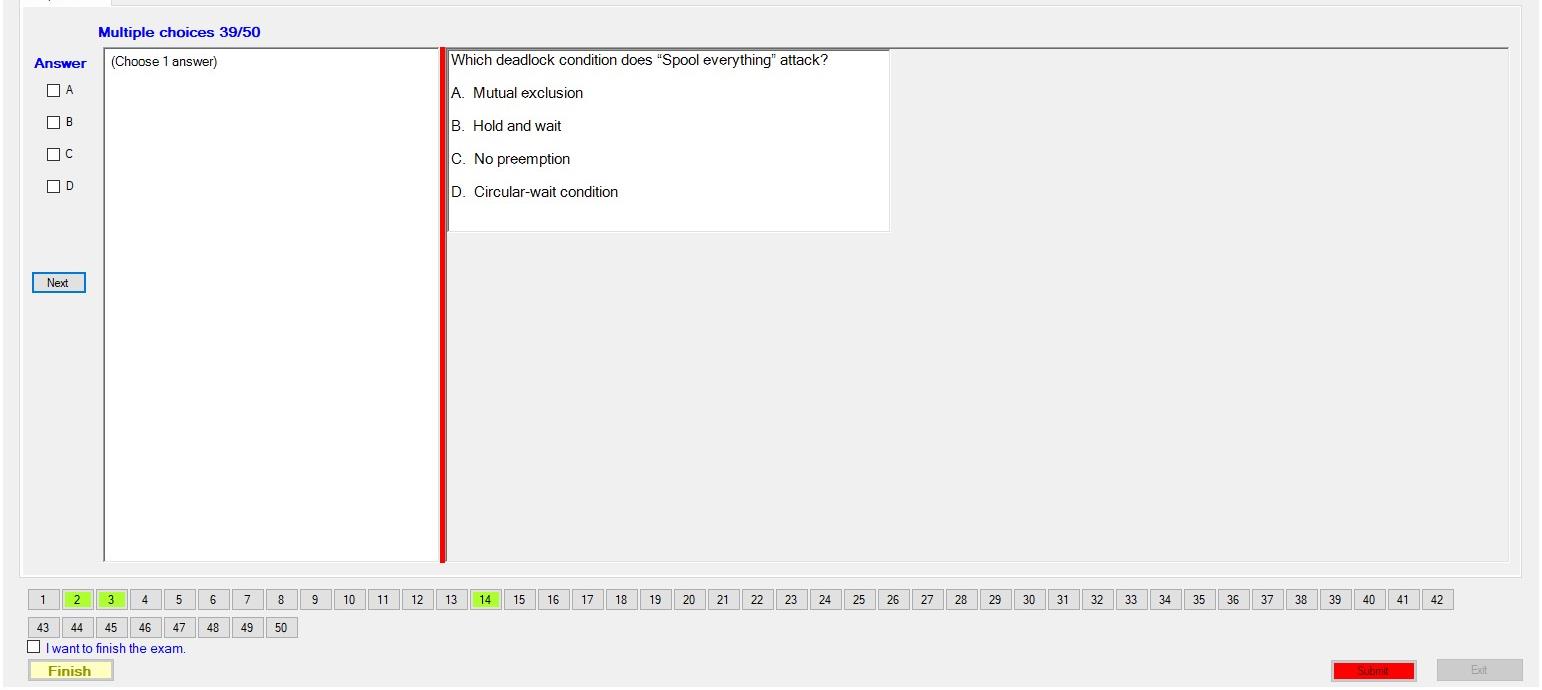 Multiple choices 39/50
Answer
(Choose 1 answer)
A
B
C
D
Next
Which deadlock condition does “Spool everything” attack?
A. Mutual exclusion
B. Hold and wait
C. No preemption
D. Circular-wait condition
1 2 3 4 5 6 7 8 9 10 11 12 13 14 15 16 17 18 19 20 21 22 23 24 25 26 27 28 29 30 31 32 33 34 35 36 37 38 39 40 41 42
43 44 45 46 47 48 49 50
I want to finish the exam.
Finish
Submit
Exit